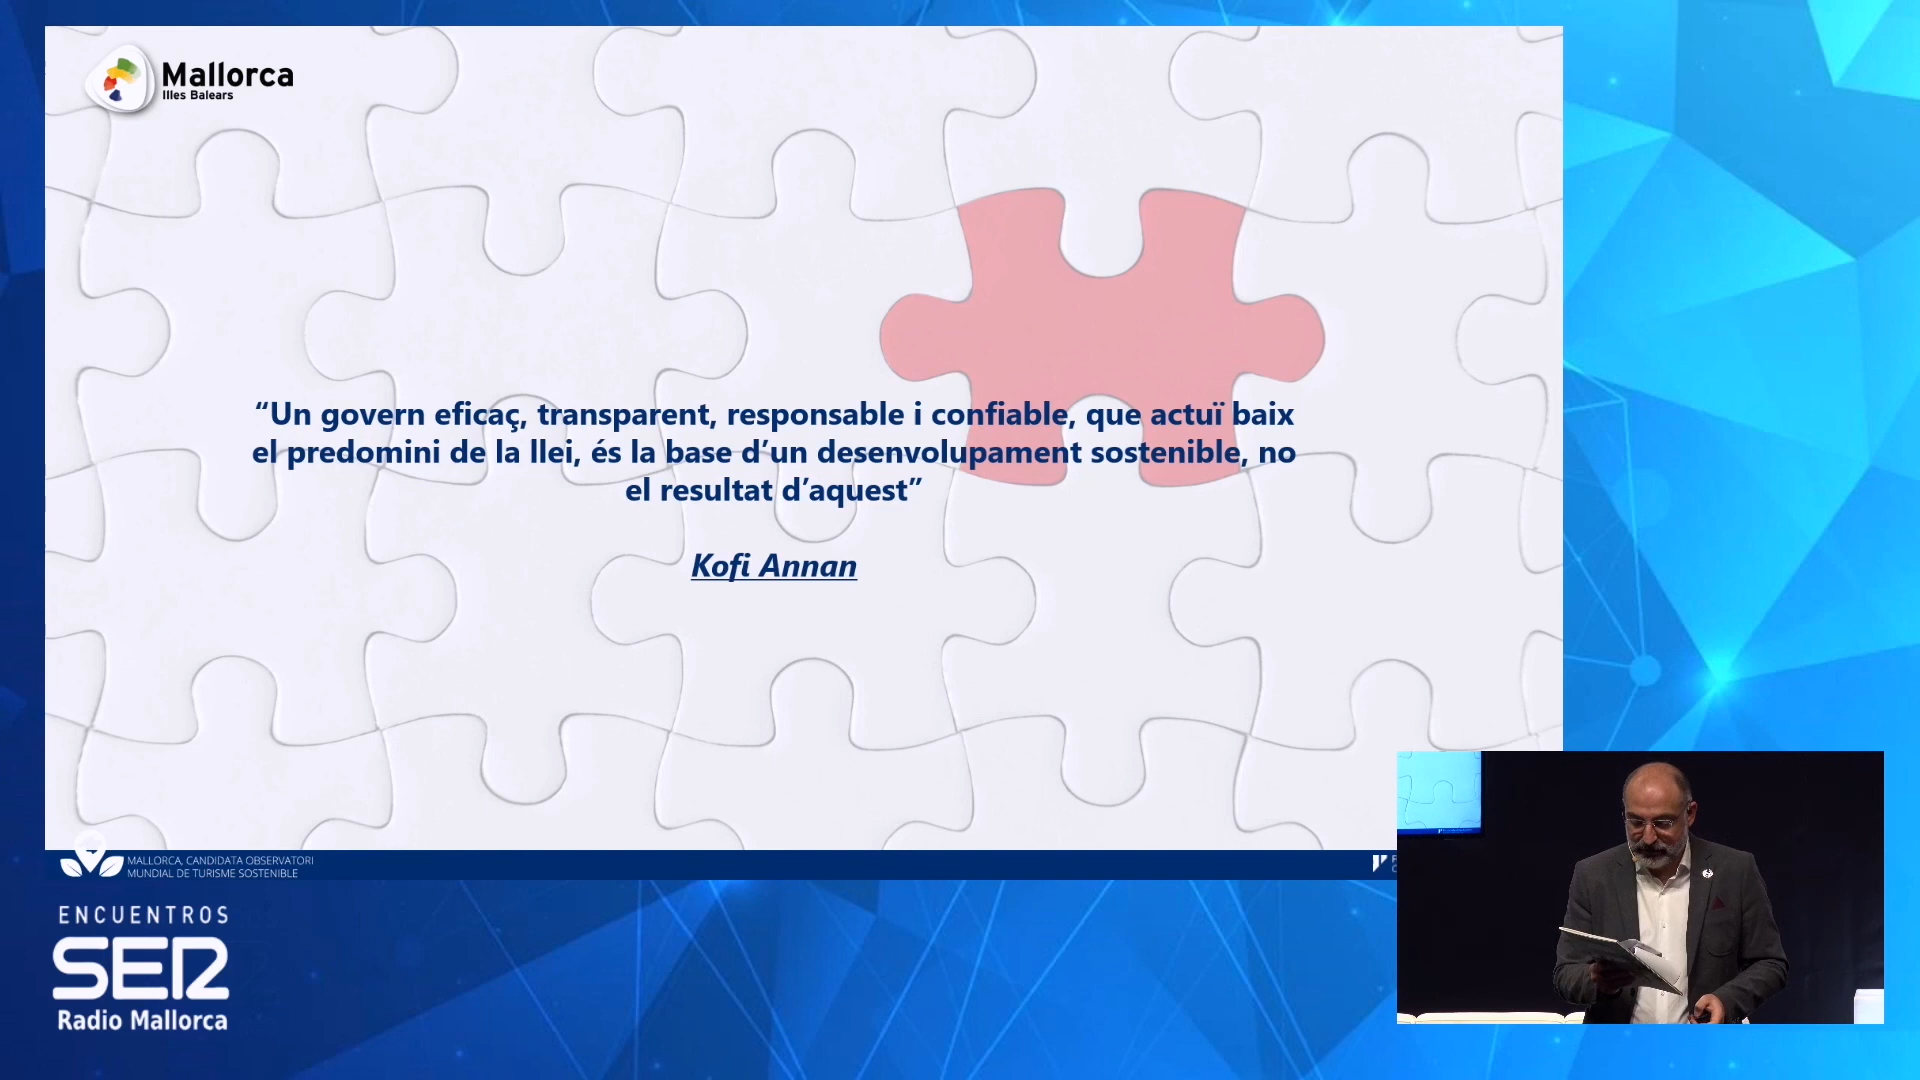 Mallorca
Illes Balears
“Un govern eficaç, transparent, responsable i confiable, que actuï baix
el predomini de la llei, és la base d’un desenvolupament sostenible, no
el resultat d’aquest”
Kofi Annan
MALLORCA, CANDIDATA OBSERVATORI
MUNDIAL DE TURISME SOSTENIBLE
ENCUENTROS
SER
Radio Mallorca